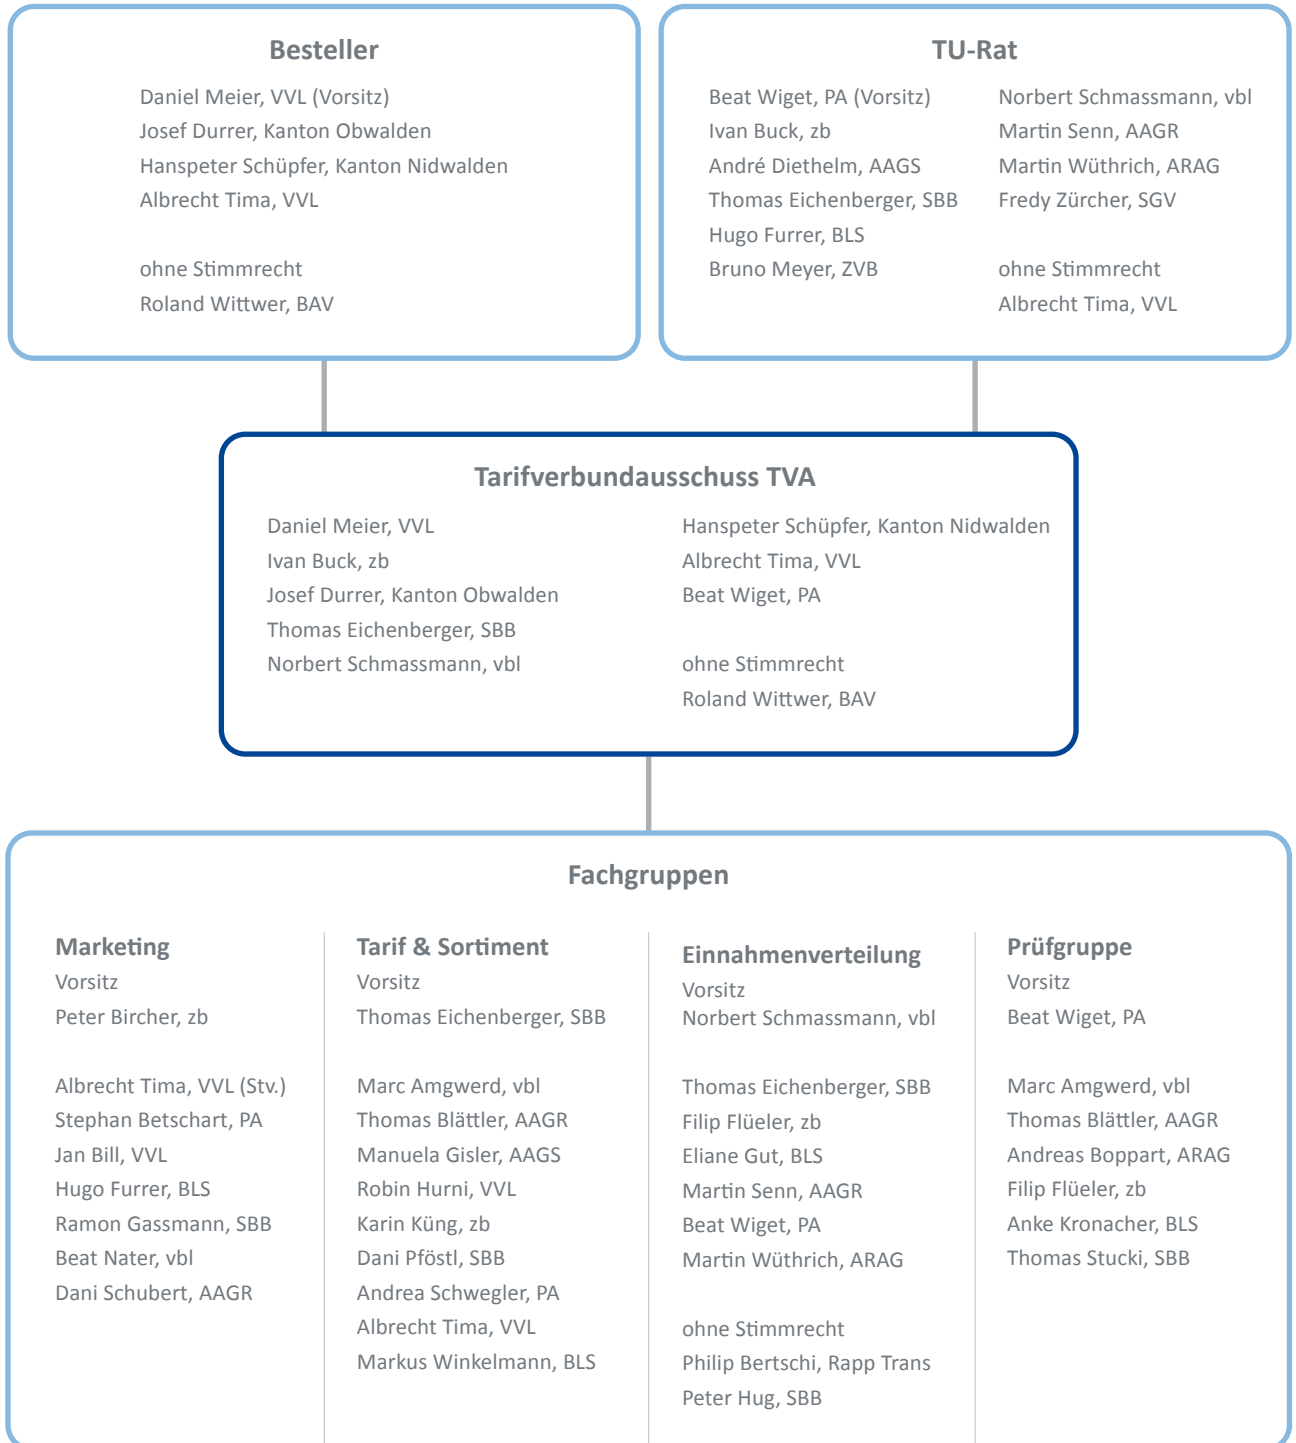 Besteller
Daniel Meier, VVL (Vorsitz)
Josef Durrer, Kanton Obwalden
Hanspeter Schüpfer, Kanton Nidwalden
Albrecht Tima, VVL
ohne Stimmrecht
Roland Wittwer, BAV
TU-Rat
Beat Wiget, PA (Vorsitz)
Ivan Buck, zb
André Diethelm, AAGS
Thomas Eichenberger, SBB
Hugo Furrer, BLS
Bruno Meyer, ZVB
Norbert Schmassmann, vbl
Martin Senn, AAGR
Martin Wüthrich, ARAG
Fredy Zürcher, SGV
ohne Stimmrecht
Albrecht Tima, VVL
Tarifverbundausschuss TVA
Daniel Meier, VVL
Ivan Buck, zb
Josef Durrer, Kanton Obwalden
Thomas Eichenberger, SBB
Norbert Schmassmann, vbl
Hanspeter Schüpfer, Kanton Nidwalden
Albrecht Tima, VVL
Beat Wiget, PA
ohne Stimmrecht
Roland Wittwer, BAV
Fachgruppen
Marketing
Vorsitz
Peter Bircher, zb
Albrecht Tima, VVL (Stv.)
Stephan Betschart, PA
Jan Bill, VVL
Hugo Furrer, BLS
Ramon Gassmann, SBB
Beat Nater, vbl
Dani Schubert, AAGR
Tarif & Sortiment
Vorsitz
Thomas Eichenberger, SBB
Marc Amgwerd, vbl
Thomas Blättler, AAGR
Manuela Gisler, AAGS
Robin Hurni, VVL
Karin Küng, zb
Dani Pföstl, SBB
Andrea Schwegler, PA
Albrecht Tima, VVL
Markus Winkelmann, BLS
Einnahmenverteilung
Vorsitz
Norbert Schmassmann, vbl
Thomas Eichenberger, SBB
Filip Flüeler, zb
Eliane Gut, BLS
Martin Senn, AAGR
Beat Wiget, PA
Martin Wüthrich, ARAG
ohne Stimmrecht
Philip Bertschi, Rapp Trans
Peter Hug, SBB
Prüfgruppe
Vorsitz
Beat Wiget, PA
Marc Amgwerd, vbl
Thomas Blättler, AAGR
Andreas Boppart, ARAG
Filip Flüeler, zb
Anke Kronacher, BLS
Thomas Stucki, SBB